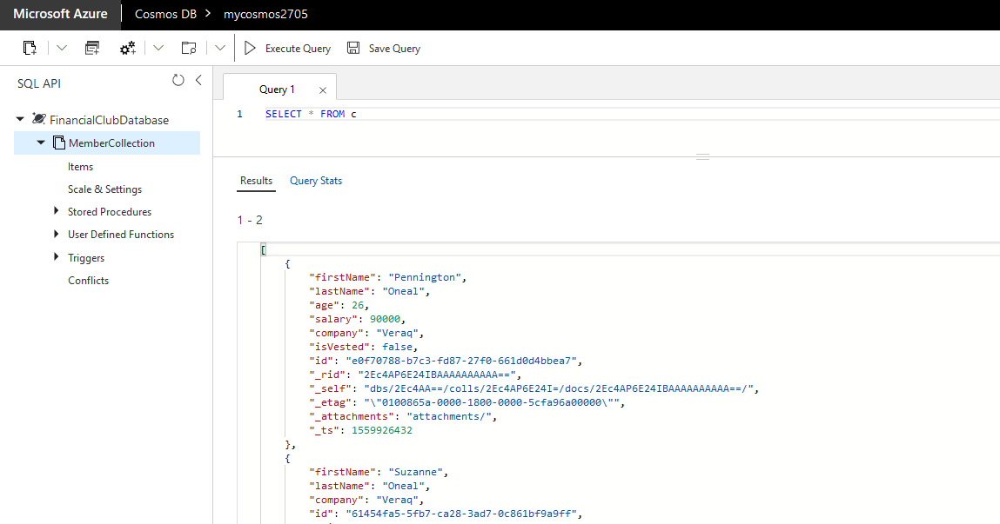 Microsoft Azure Cosmos DB > mycosmos2705
Execute Query Save Query
SQL API
FinancialClubDatabase
MemberCollection
Items
Scale & Settings
Stored Procedures
User Defined Functions
Triggers
Conflicts
Query 1
1 SELECT * FROM c
Results Query Stats
1 - 2
[
{
"firstName": "Pennington",
"lastName": "Oneal",
"age": 26,
"salary": 90000,
"company": "Veraq",
"isVested": false,
"id": "e0f70788-b7c3-fd87-27f0-661d0d4bbea7",
"_rid": "2Ec4AP6E24IBAAAAAAAAAA==",
"_self": "dbs/2Ec4AA==/colls/2Ec4AP6E24I=/docs/2Ec4AP6E24IBAAAAAAAAAA==/",
"_etag": "\"0100865a-0000-1800-0000-5cfa96a00000\"",
"_attachments": "attachments/",
"_ts": 1559926432
},
{
"firstName": "Suzanne",
"lastName": "Oneal",
"company": "Veraq",
"id": "61454fa5-5fb7-ca28-3ad7-0c861bf9a9ff",